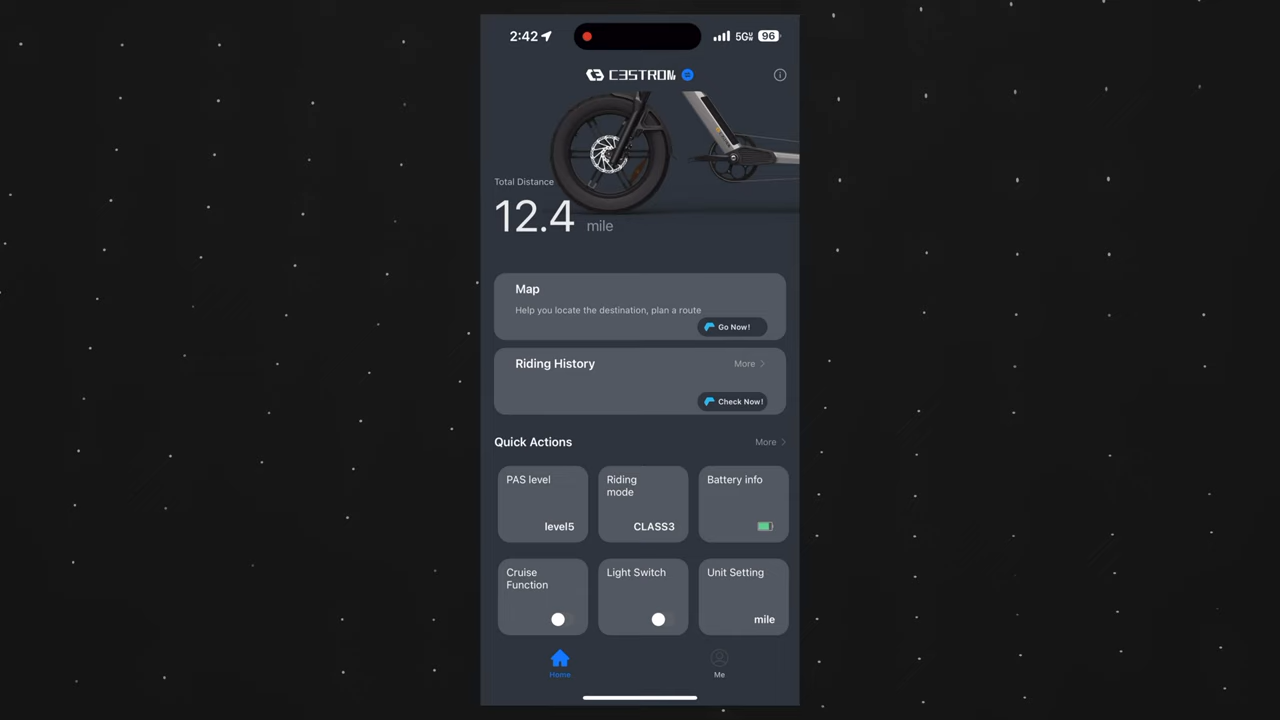 2:42
5G 96
C3STROM
Total Distance
12.4 mile
Map
Help you locate the destination, plan a route
Go Now!
Riding History
More
Check Now!
Quick Actions
More
PAS level
level5
Riding
mode
CLASS3
Battery info
Cruise
Function
Light Switch
Unit Setting
mile
Home
Me